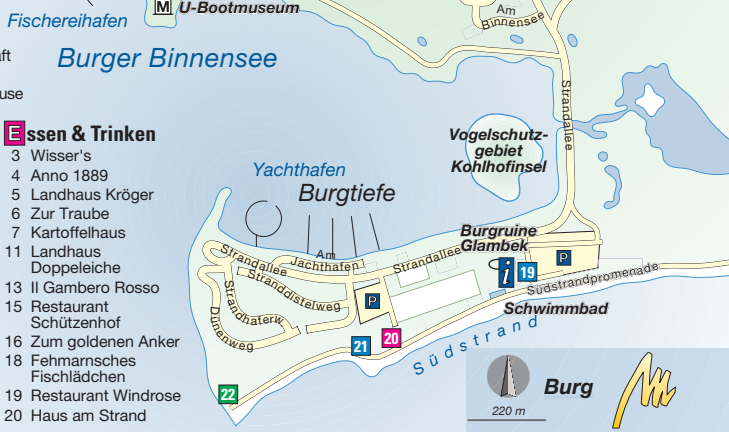 M U-Bootmuseum
Fischereihafen
Am
Binnensee
aft
Burger Binnensee
use
Strandallee
Essen & Trinken
3 Wisser's
4 Anno 1889
5 Landhaus Kröger
6 Zur Traube
7 Kartoffelhaus
11 Landhaus
Doppeleiche
13 Il Gambero Rosso
15 Restaurant
Schützenhof
16 Zum goldenen Anker
18 Fehmarnsches
Fischlädchen
19 Restaurant Windrose
20 Haus am Strand
Vogelschutz-
gebiet
Kohlhofinsel
Yachthafen
Burgtiefe
Burgruine
Glambek
Strandallee
Am
Jachthafen
Strandallee
Stranddistelweg
Strandhaferw.
Dünenweg
P
P
i
19
Südstrandpromenade
Schwimmbad
Südstrand
20
21
22
220 m
Burg